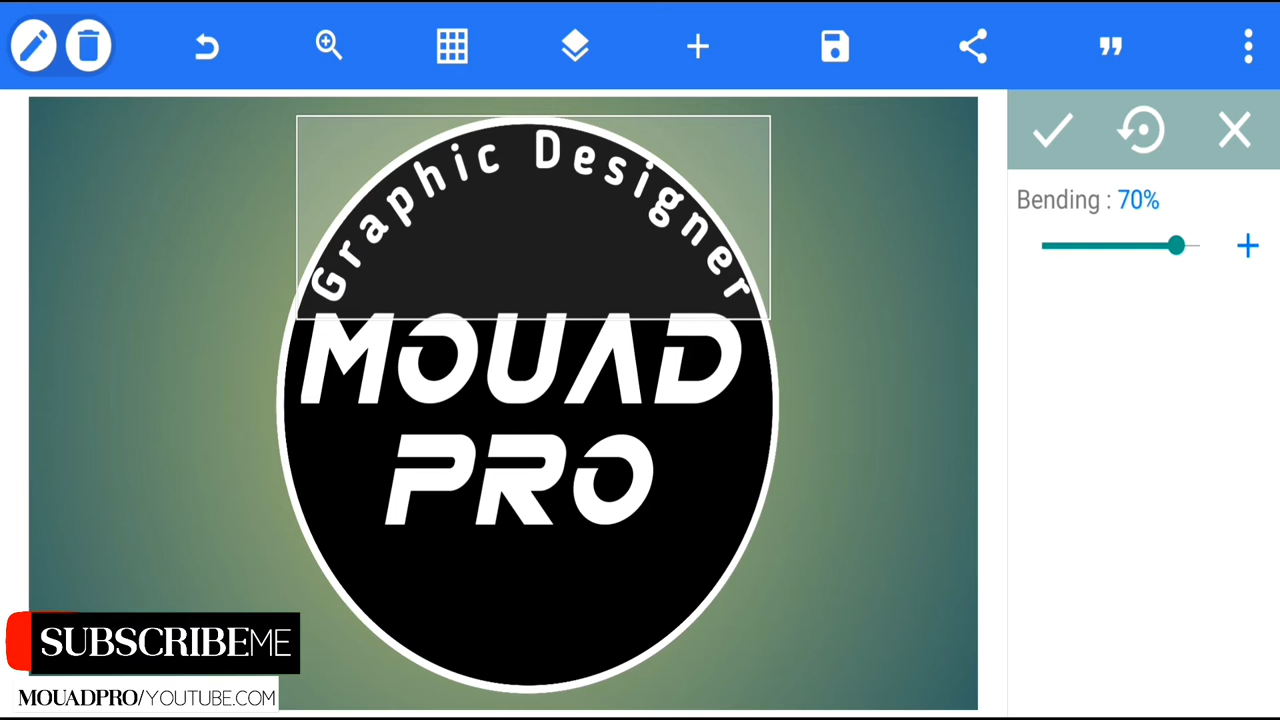 Bending : 70%
Graphic Designer
MOUAD
PRO
SUBSCRIBEME
MOUADPRO/YOUTUBE.COM